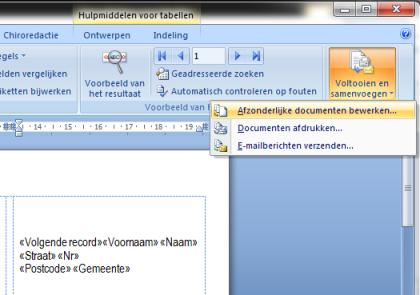 Hulpmiddelen voor tabellen
Chiroredactie Ontwerpen Indeling
egels
lden vergelijken
iketten bijwerken
Voorbeeld van het resultaat
1
Geadresseerde zoeken
Automatisch controleren op fouten
Voltooien en samenvoegen
Voorbeeld van
Afzonderlijke documenten bewerken...
Documenten afdrukken...
E-mailberichten verzenden...
14 15 16 17 18 19
«Volgende record»«Voornaam» «Naam»
«Straat» «Nr»
«Postcode» «Gemeente»